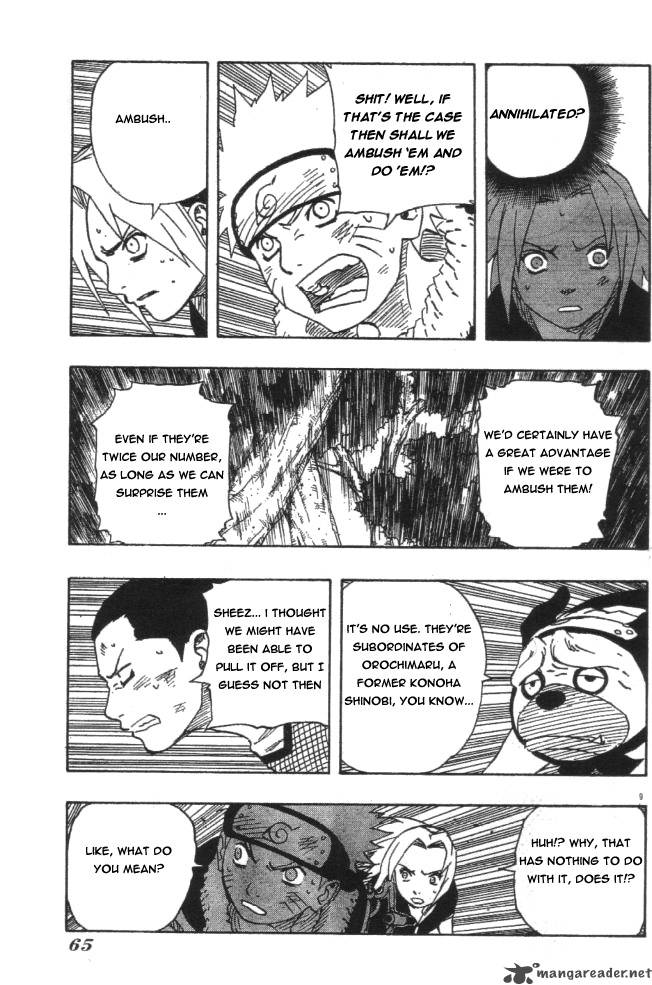 ANNIHILATED?
SHIT! WELL, IF
THAT'S THE CASE
THEN SHALL WE
AMBUSH 'EM AND
DO 'EM!?
AMBUSH..
WE'D CERTAINLY HAVE
A GREAT ADVANTAGE
IF WE WERE TO
AMBUSH THEM!
EVEN IF THEY'RE
TWICE OUR NUMBER,
AS LONG AS WE CAN
SURPRISE THEM
...
IT'S NO USE. THEY'RE
SUBORDINATES OF
OROCHIMARU, A
FORMER KONOHA
SHINOBI, YOU KNOW...
SHEEZ... I THOUGHT
WE MIGHT HAVE
BEEN ABLE TO
PULL IT OFF, BUT I
GUESS NOT THEN
9
HUH!? WHY, THAT
HAS NOTHING TO DO
WITH IT, DOES IT!?
LIKE, WHAT DO
YOU MEAN?
65
mangareader.net